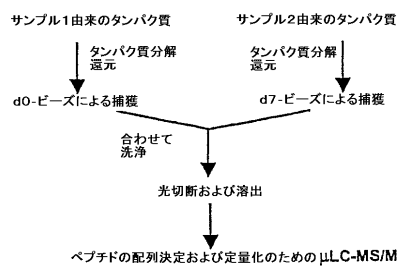 サンプル1由来のタンパク質
サンプル2由来のタンパク質
タンパク質分解
還元
タンパク質分解
還元
d0-ビーズによる捕獲
d7-ビーズによる捕獲
合わせて
洗浄
光切断および溶出
ペプチドの配列決定および定量化のためのμLC-MS/M